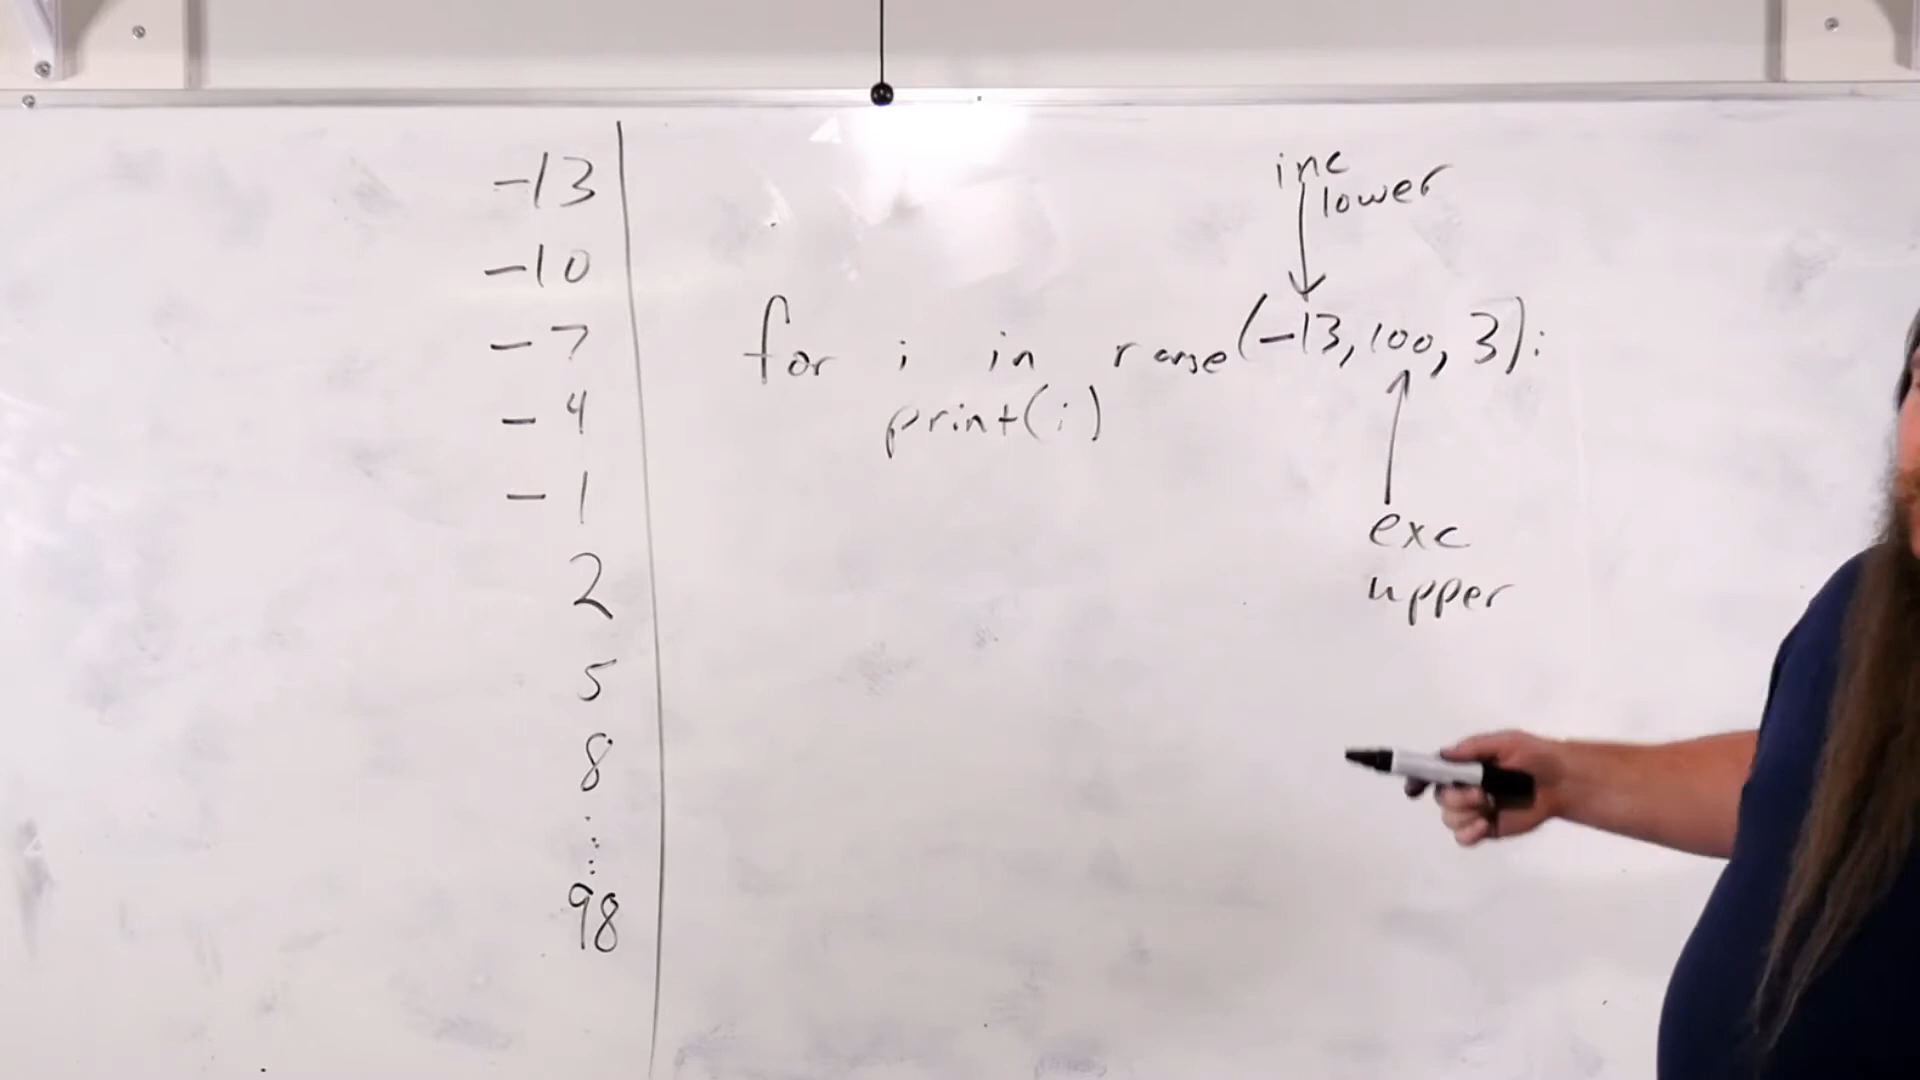 -13
-10
-7
-4
-1
2
5
8
98
inc
lower
for i in range(-13, 100, 3):
print(i)
exc
upper